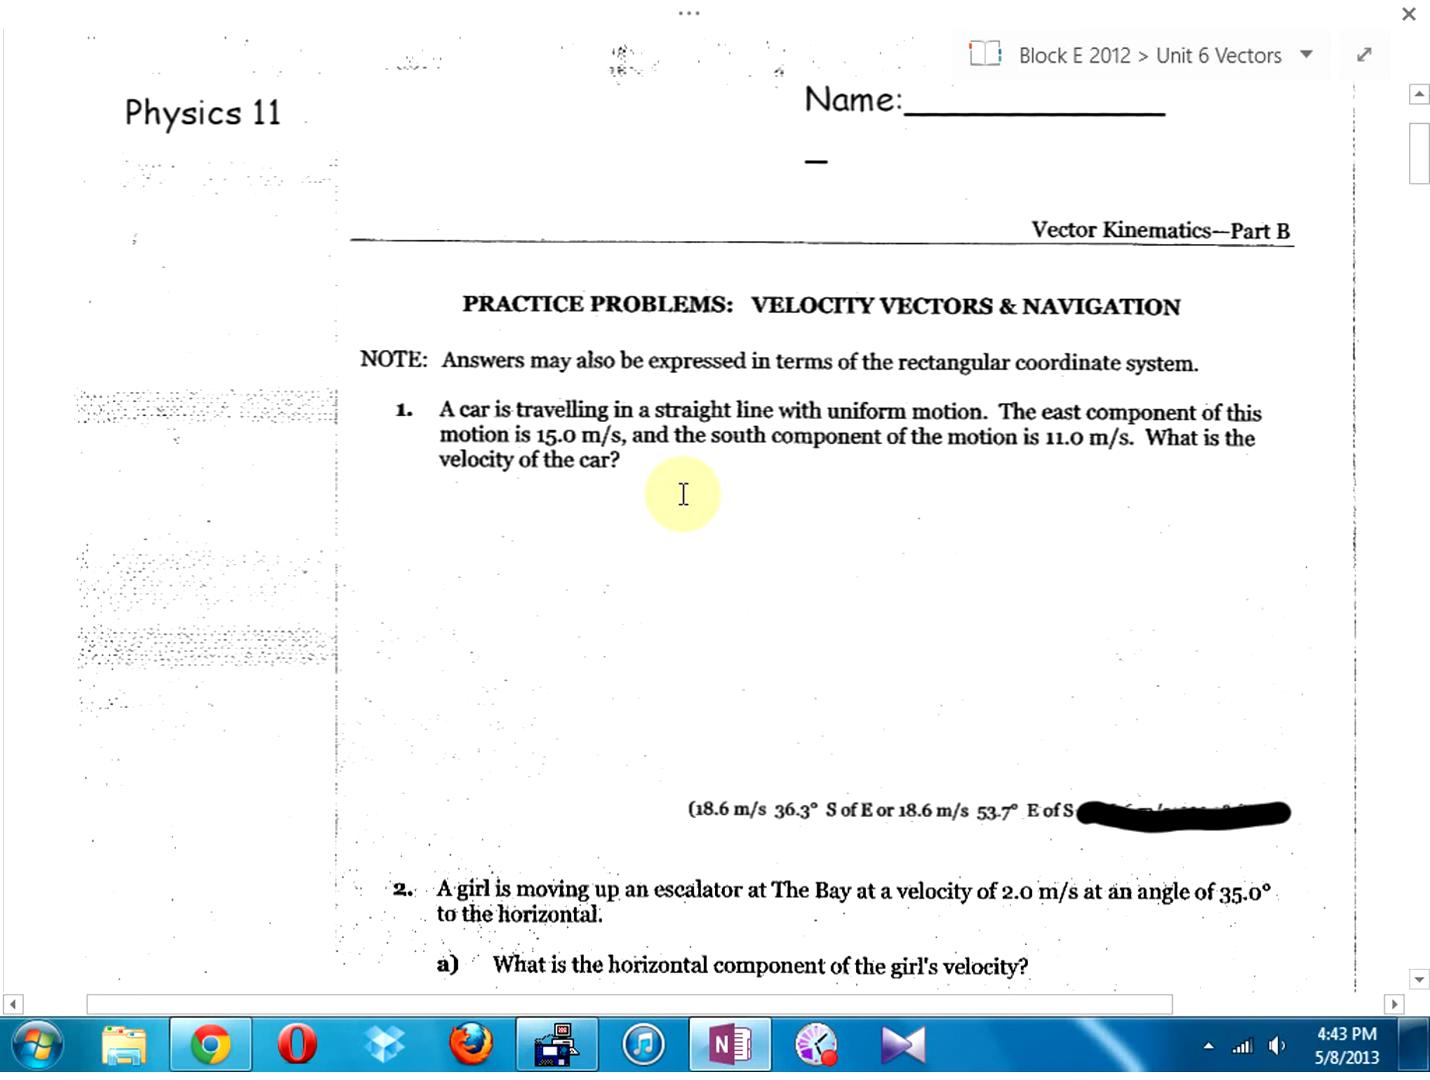 Block E 2012 > Unit 6 Vectors
Physics 11
Name:
Vector Kinematics—Part B
PRACTICE PROBLEMS: VELOCITY VECTORS & NAVIGATION
NOTE: Answers may also be expressed in terms of the rectangular coordinate system.
1. A car is travelling in a straight line with uniform motion. The east component of this
motion is 15.0 m/s, and the south component of the motion is 11.0 m/s. What is the
velocity of the car?
(18.6 m/s 36.3° S of E or 18.6 m/s 53.7° E of S
2. A girl is moving up an escalator at The Bay at a velocity of 2.0 m/s at an angle of 35.0°
to the horizontal.
a) What is the horizontal component of the girl's velocity?
N
4:43 PM
5/8/2013